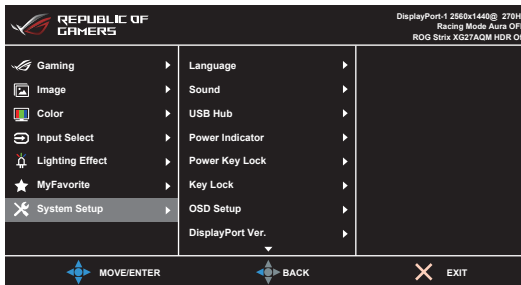 REPUBLIC OF
GAMERS
DisplayPort-1 2560x1440@ 270H
Racing Mode Aura OF
ROG Strix XG27AQM HDR O
Gaming
Image
Color
Input Select
Lighting Effect
MyFavorite
System Setup
Language
Sound
USB Hub
Power Indicator
Power Key Lock
Key Lock
OSD Setup
DisplayPort Ver.
MOVE/ENTER
BACK
EXIT